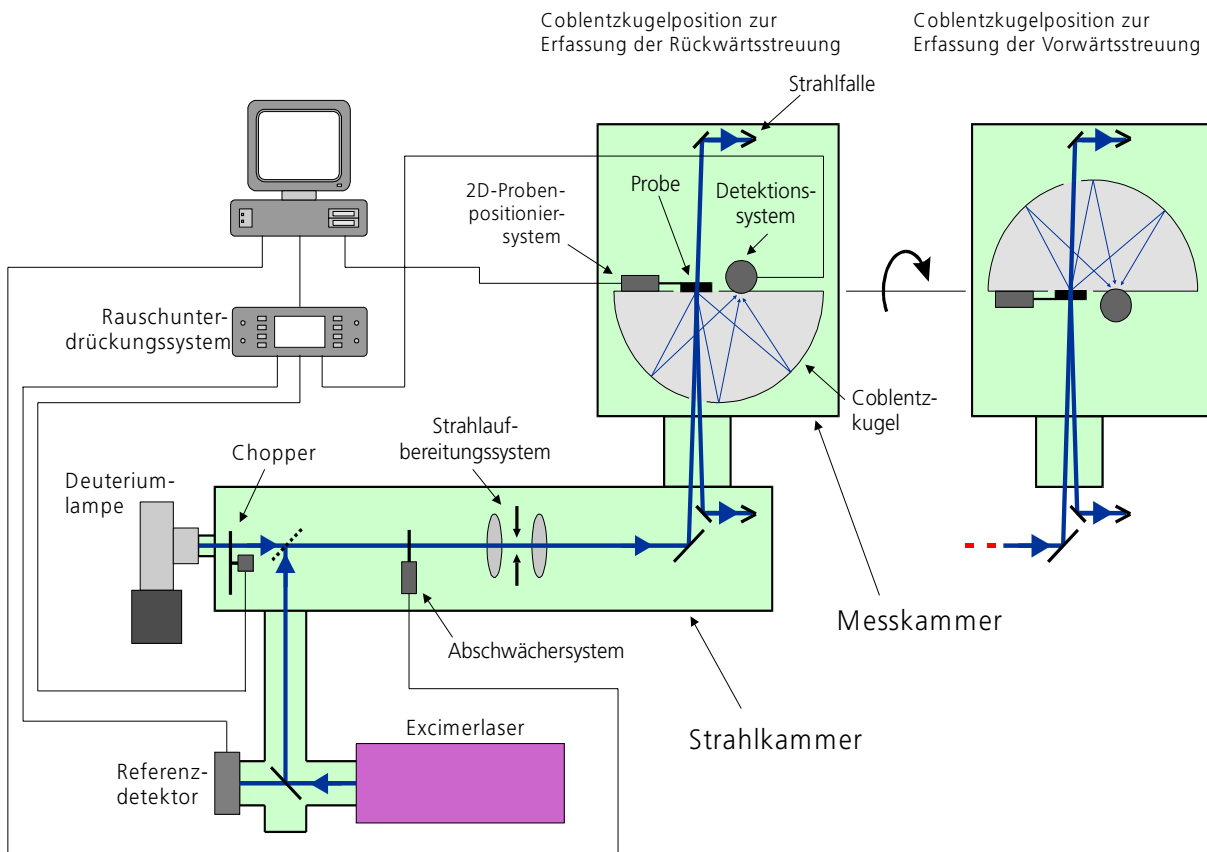 Coblentzkugelposition zur
Erfassung der Rückwärtsstreuung
Coblentzkugelposition zur
Erfassung der Vorwärtsstreuung
Strahlfalle
2D-Proben-
positionier-
system
Probe
Detektions-
system
Rauschunter-
drückungssystem
Coblentz-
kugel
Strahlauf-
bereitungssystem
Chopper
Deuterium-
lampe
Messkammer
Abschwächersystem
Strahlkammer
Excimerlaser
Referenz-
detektor